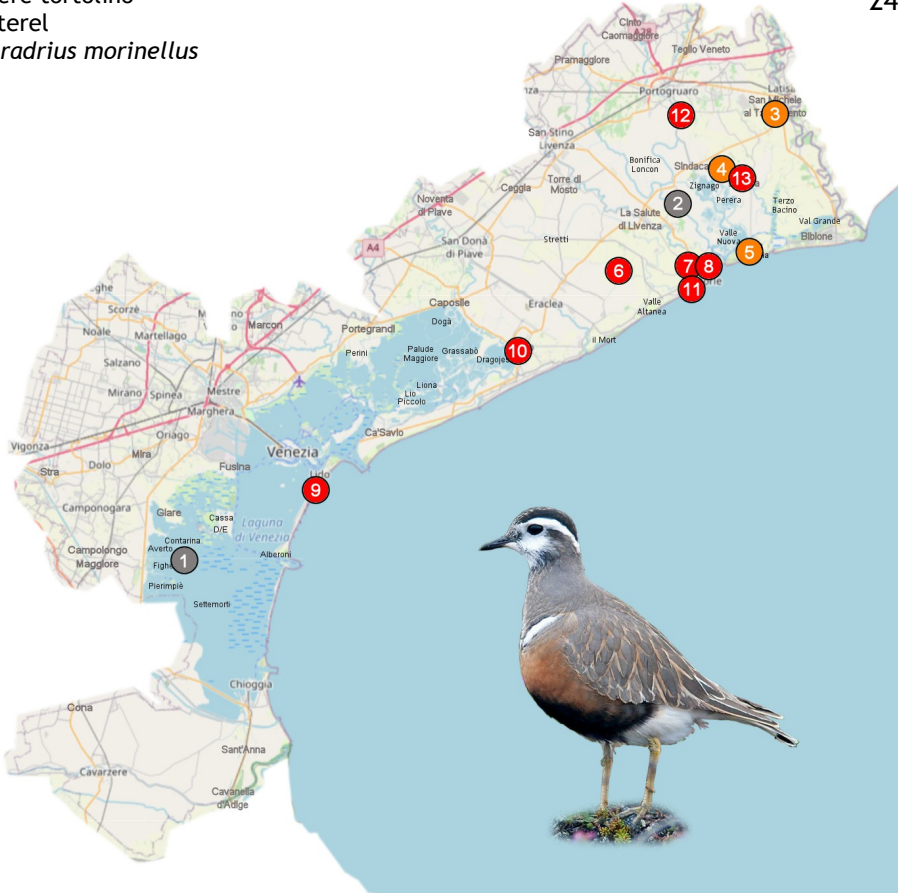 tortolino
terel
radrius morinellus
Cinto
Caomaggiore
A28
Teglio Veneto
Pramaggiore
Portogruaro
San Michele
12
3
San Stino
Livenza
Bonifica
Loncon
4
13
Zignago
Perera
Torre di
Mosto
Ceggia
Noventa
di Piave
La Salute
di Livenza
2
Terzo
Bacino
Val Grande
Bibione
A4
San Donà
di Piave
Stretti
Valle
Nuova
5
6
7
8
11
Caposile
Eraclea
Valle
Altanea
Scorzè
Marcon
Portegrandi
Dogà
Noale
Martellago
Perini
Palude
Maggiore
Grassabò
10
il Mort
Salzano
Mirano
Spinea
Mestre
Marghera
Liona
Lio
Piccolo
Oriago
Ca'Savio
Vigonza
Mira
Venezia
Stra
Dolo
Fusina
Lido
9
Camponogara
Giare
Cassa
D/E
Laguna
di Venezia
Contarina
Averto
Campolongo
Maggiore
1
Alberoni
Pierimpiè
Settemorti
Chioggia
Cona
Sant'Anna
Cavarzere
Cavanella
d'Adige